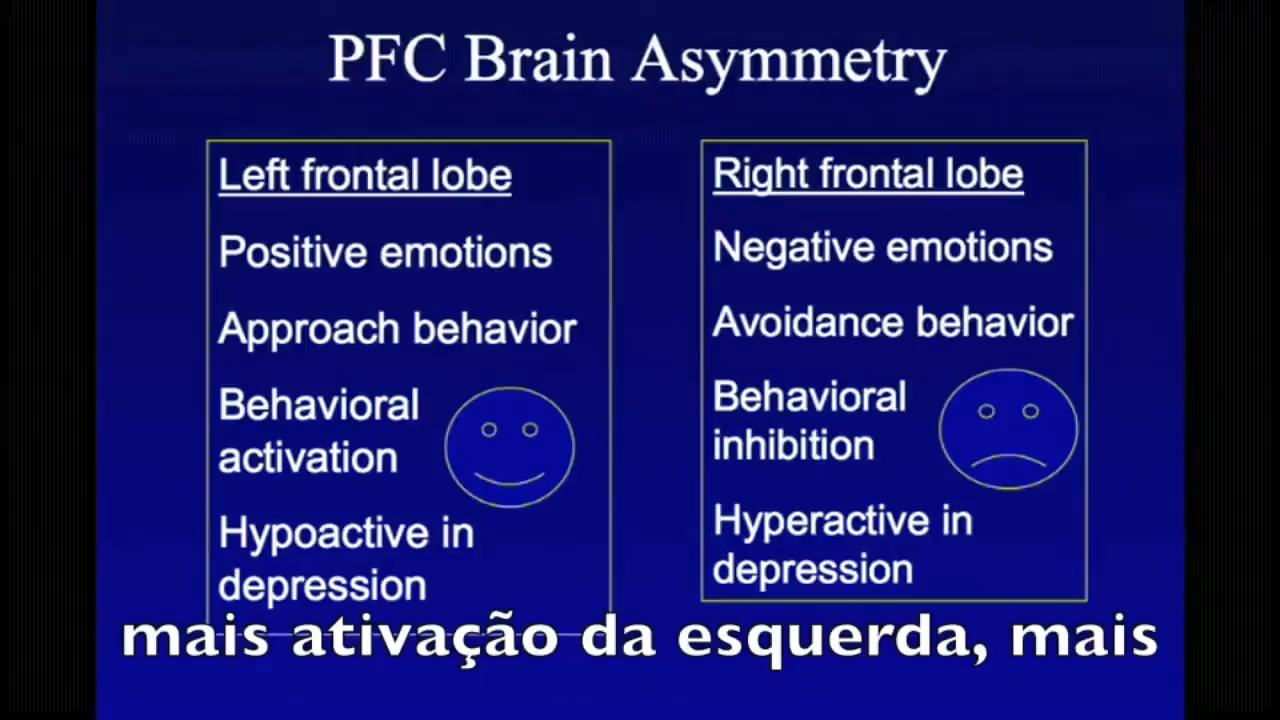 PFC Brain Asymmetry
Left frontal lobe
Positive emotions
Approach behavior
Behavioral
activation
Hypoactive in
depression
Right frontal lobe
Negative emotions
Avoidance behavior
Behavioral
inhibition
Hyperactive in
depression
mais ativação da esquerda, mais